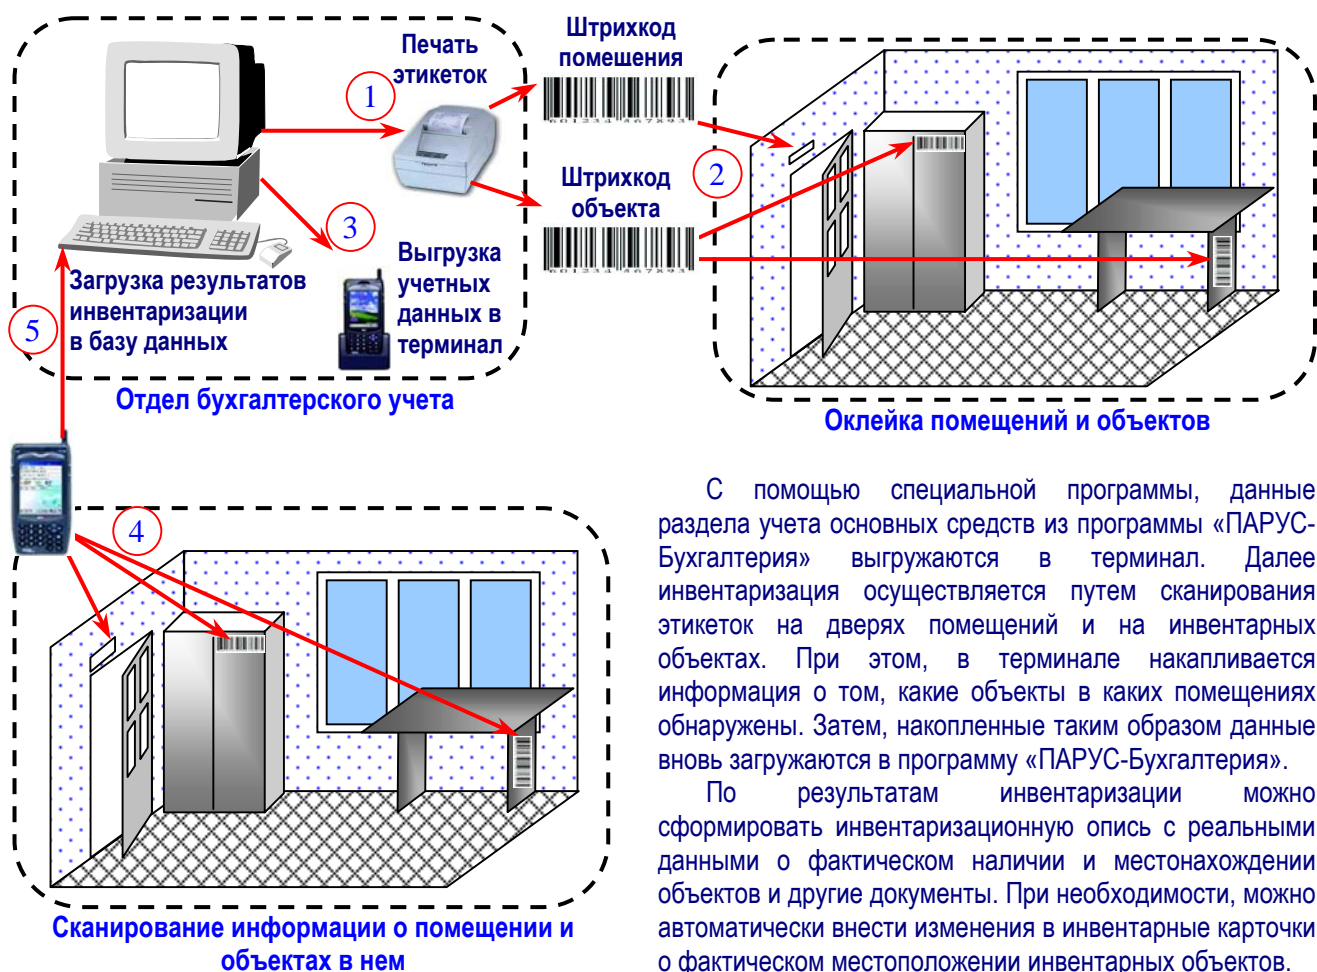 Печать
этикеток
1
Штрихкод
помешения
601234 567893
2
Штрихкод
объекта
601234 567893
3
Выгрузка
учетных
данных в
терминал
Загрузка результатов
инвентаризации
в базу данных
5
Отдел бухгалтерского учета
Оклейка помещений и объектов
4
Сканирование информации о помещении и
объектах в нем
С помощью специальной программы, данные
раздела учета основных средств из программы «ПАРУС-
Бухгалтерия» выгружаются в терминал. Далее
инвентаризация осуществляется путем сканирования
этикеток на дверях помещений и на инвентарных
объектах. При этом, в терминале накапливается
информация о том, какие объекты в каких помещениях
обнаружены. Затем, накопленные таким образом данные
вновь загружаются в программу «ПАРУС-Бухгалтерия».
По результатам инвентаризации можно
сформировать инвентаризационную опись с реальными
данными о фактическом наличии и местонахождении
объектов и другие документы. При необходимости, можно
автоматически внести изменения в инвентарные карточки
о фактическом местоположении инвентарных объектов.